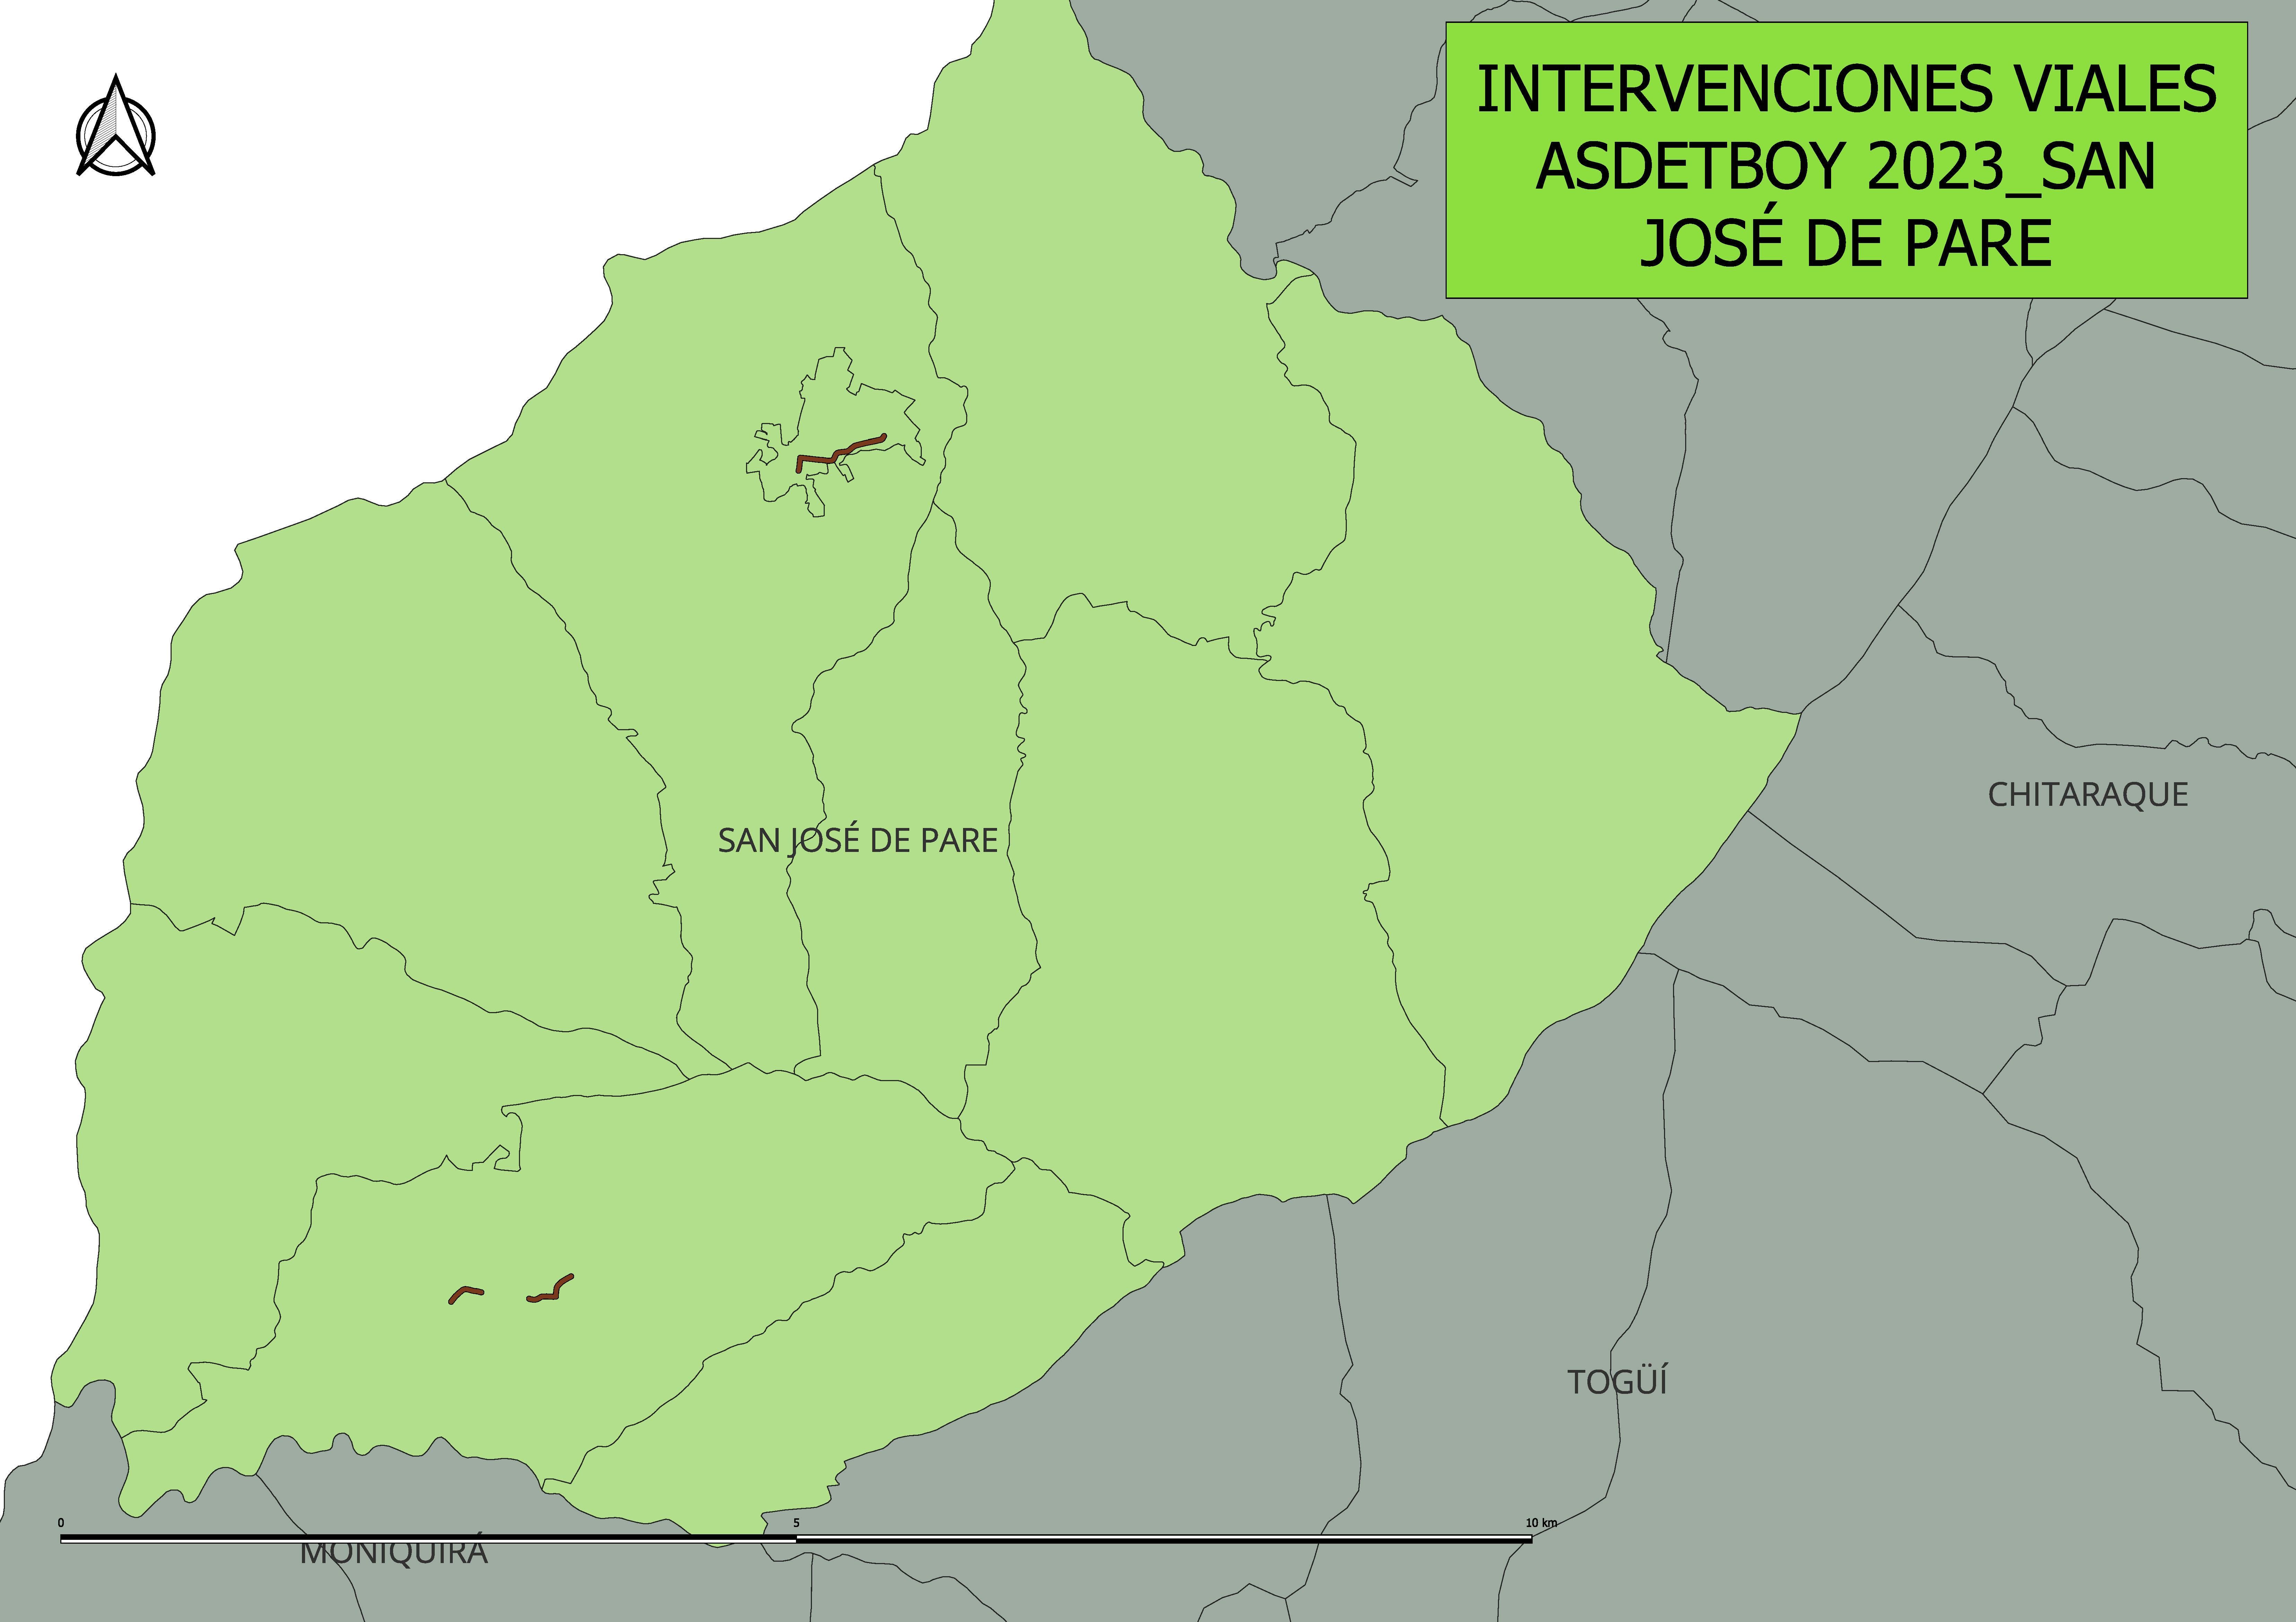 INTERVENCIONES VIALES
ASDETBOY 2023_SAN
JOSÉ DE PARE
CHITARAQUE
SAN JOSÉ DE PARE
TOGÜÍ
0 5 10 km
MONIQUIRÁ